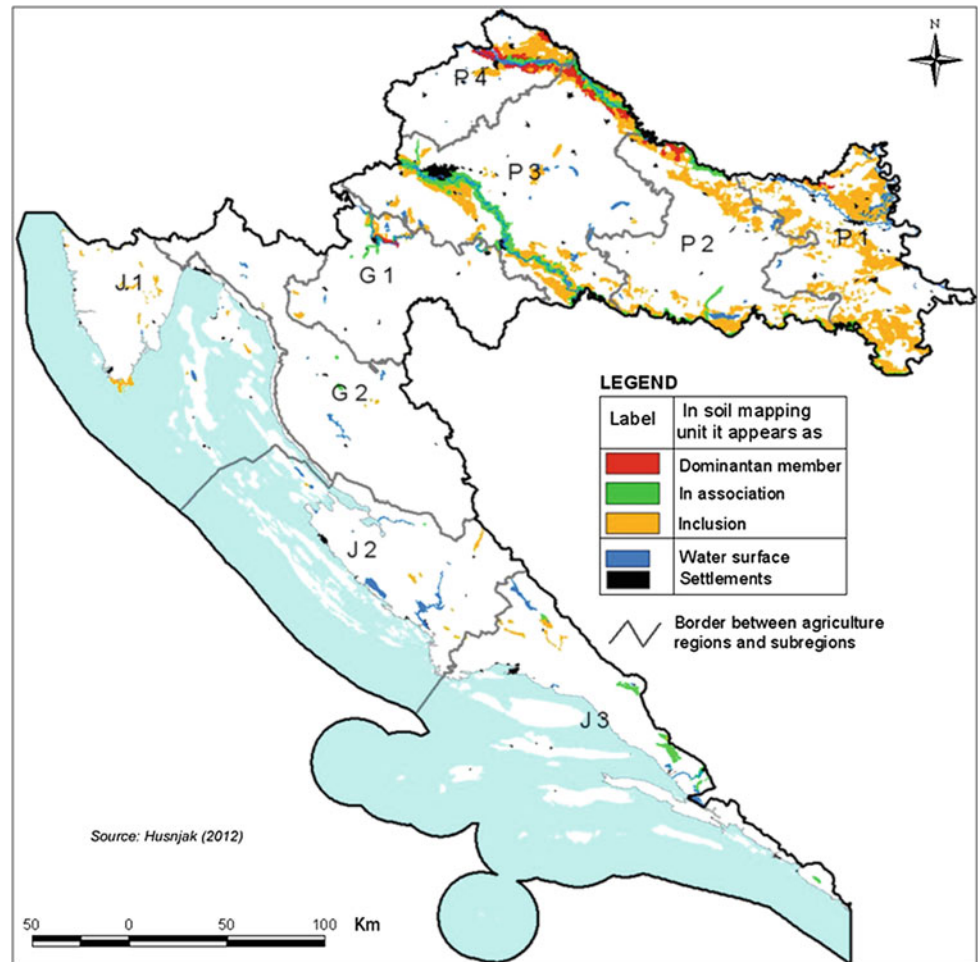 N
P 4
P 3
P 2
P 1
J 1
G 1
G 2
J 2
J 3
LEGEND
Label
In soil mapping
unit it appears as
Dominantan member
In association
Inclusion
Water surface
Settlements
Border between agriculture
regions and subregions
Source: Husnjak (2012)
50 0 50 100 Km